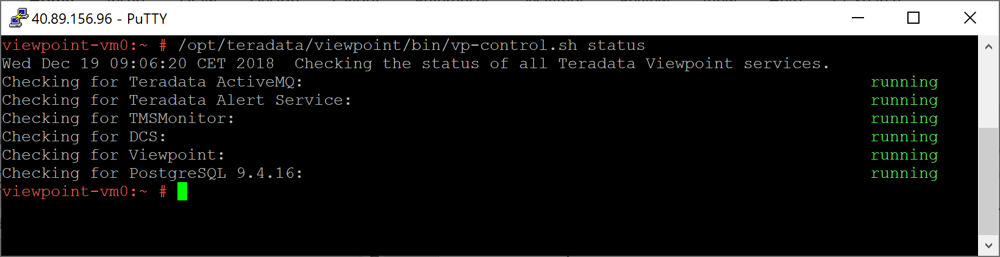 40.89.156.96 - PuTTY
viewpoint-vm0:~ # /opt/teradata/viewpoint/bin/vp-control.sh status
Wed Dec 19 09:06:20 CET 2018  Checking the status of all Teradata Viewpoint services.
Checking for Teradata ActiveMQ: running
Checking for Teradata Alert Service: running
Checking for TMSMonitor: running
Checking for DCS: running
Checking for Viewpoint: running
Checking for PostgreSQL 9.4.16: running
viewpoint-vm0:~ #